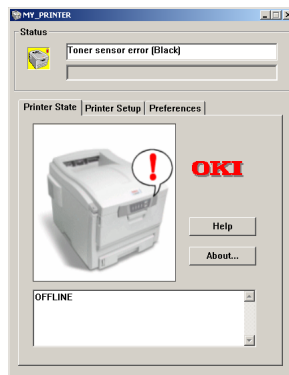 MY_PRINTER
Status
Toner sensor error (Black)
Printer State Printer Setup Preferences
OKI
Help
About...
OFFLINE